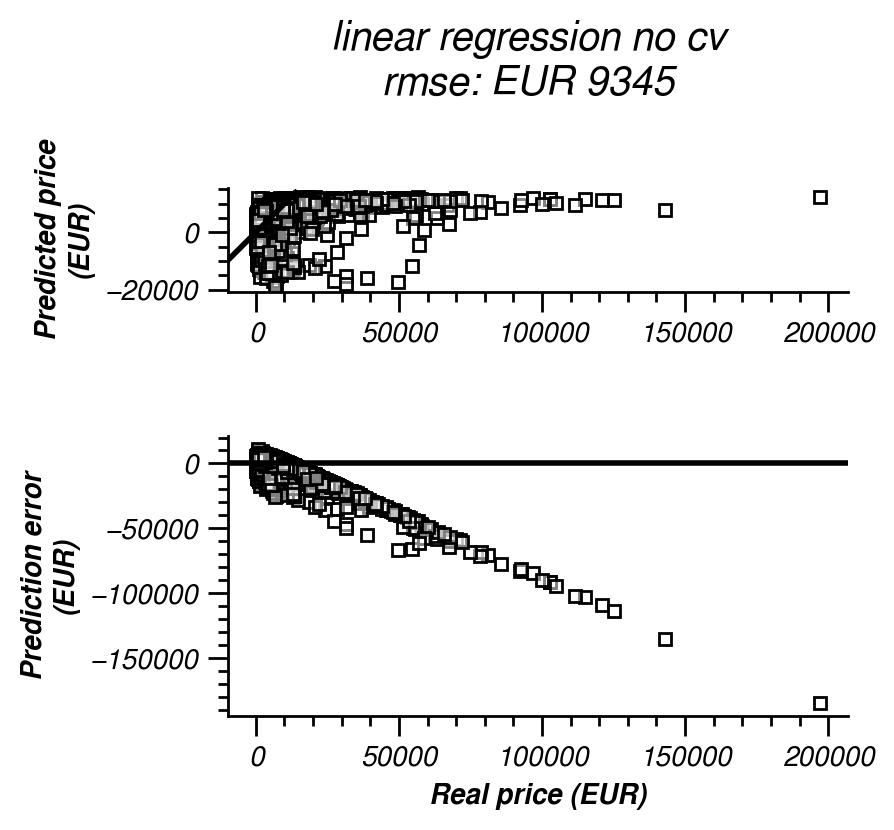 linear regression no cv
rmse: EUR 9345
Predicted price
(EUR)
0
−20000
0 50000 100000 150000 200000
Prediction error
(EUR)
0
−50000
−100000
−150000
0 50000 100000 150000 200000
Real price (EUR)